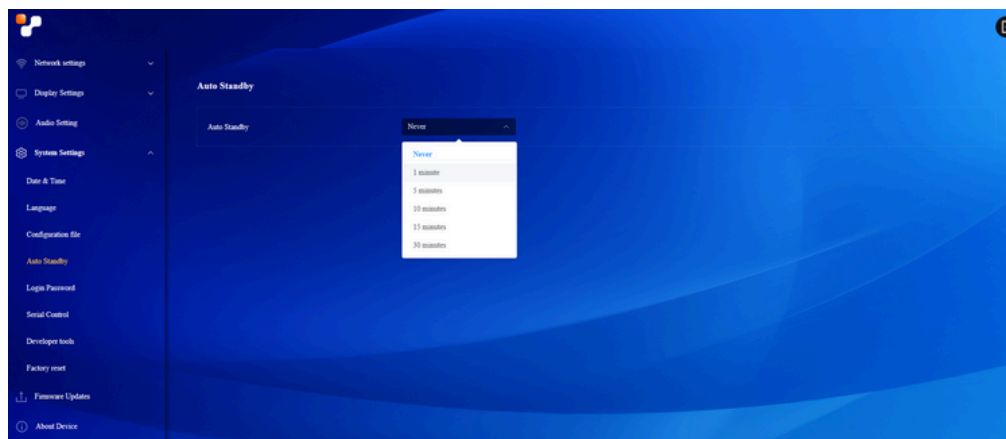 Network settings
Display Settings
Audio Setting
System Settings
Date & Time
Language
Configuration file
Auto Standby
Login Password
Serial Control
Developer tools
Factory reset
Firmware Updates
About Device
Auto Standby
Auto Standby
Never
Never
1 minute
5 minutes
10 minutes
15 minutes
30 minutes